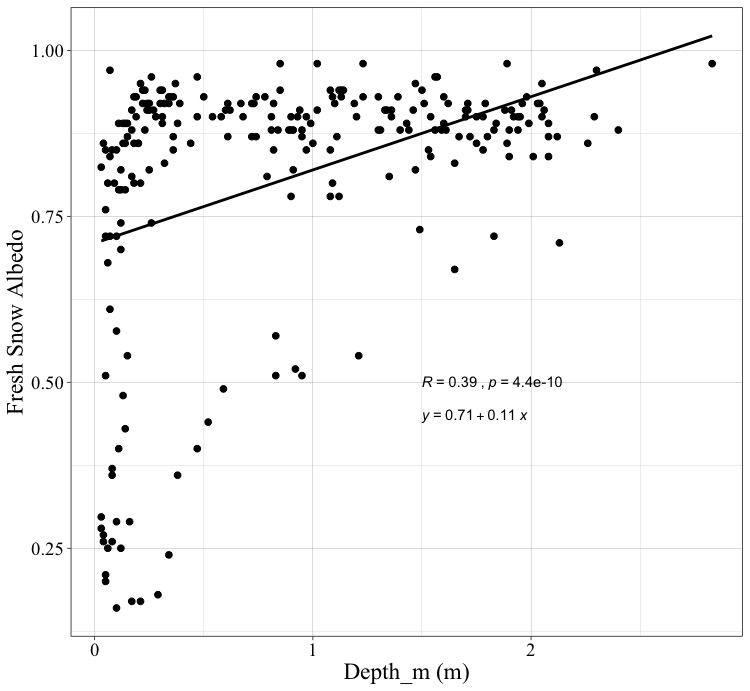 1.00
0.75
0.50
0.25
Fresh Snow Albedo
R = 0.39 , p = 4.4e-10
y = 0.71 + 0.11 x
0 1 2
Depth_m (m)